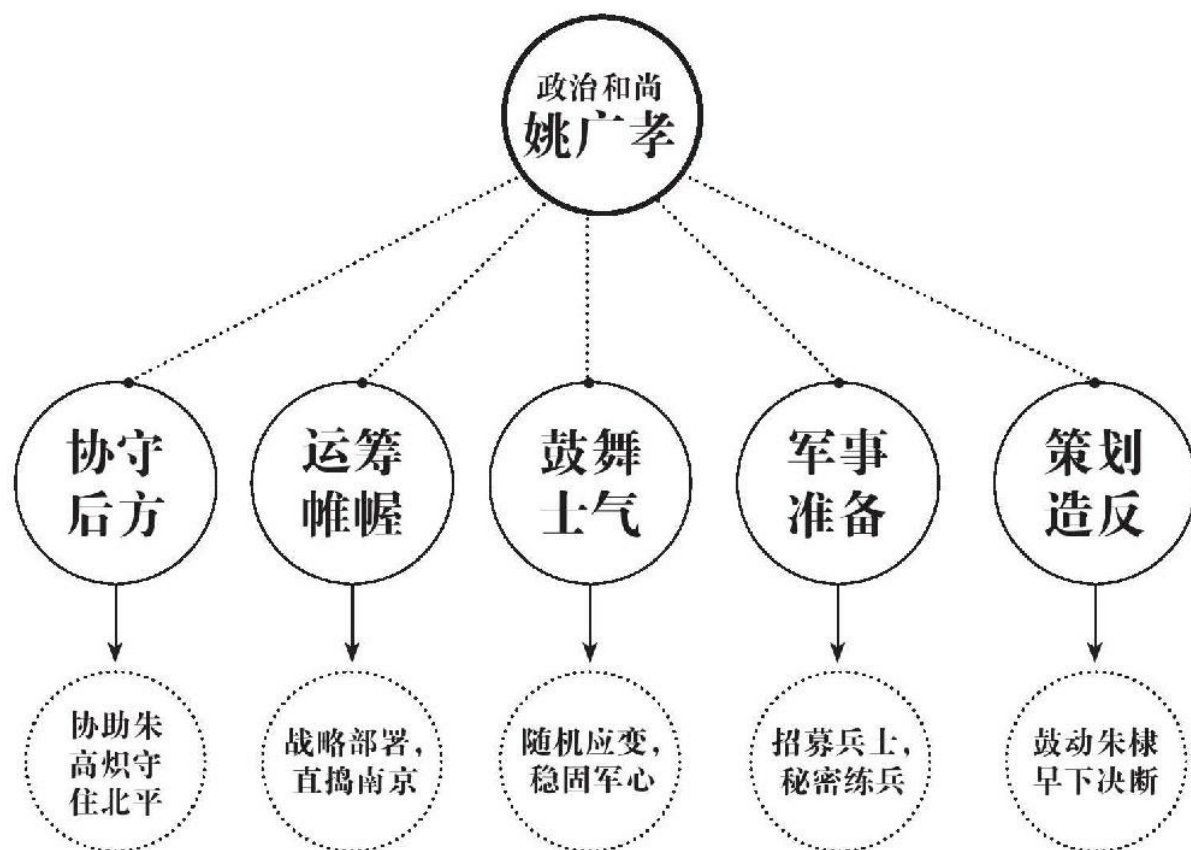 政治和尚
姚广孝
协守
后方
运筹
帷幄
鼓舞
士气
军事
准备
策划
造反
协助朱
高炽守
住北平
战略部署,
直捣南京
随机应变,
稳固军心
招募兵士,
秘密练兵
鼓动朱棣
早下决断